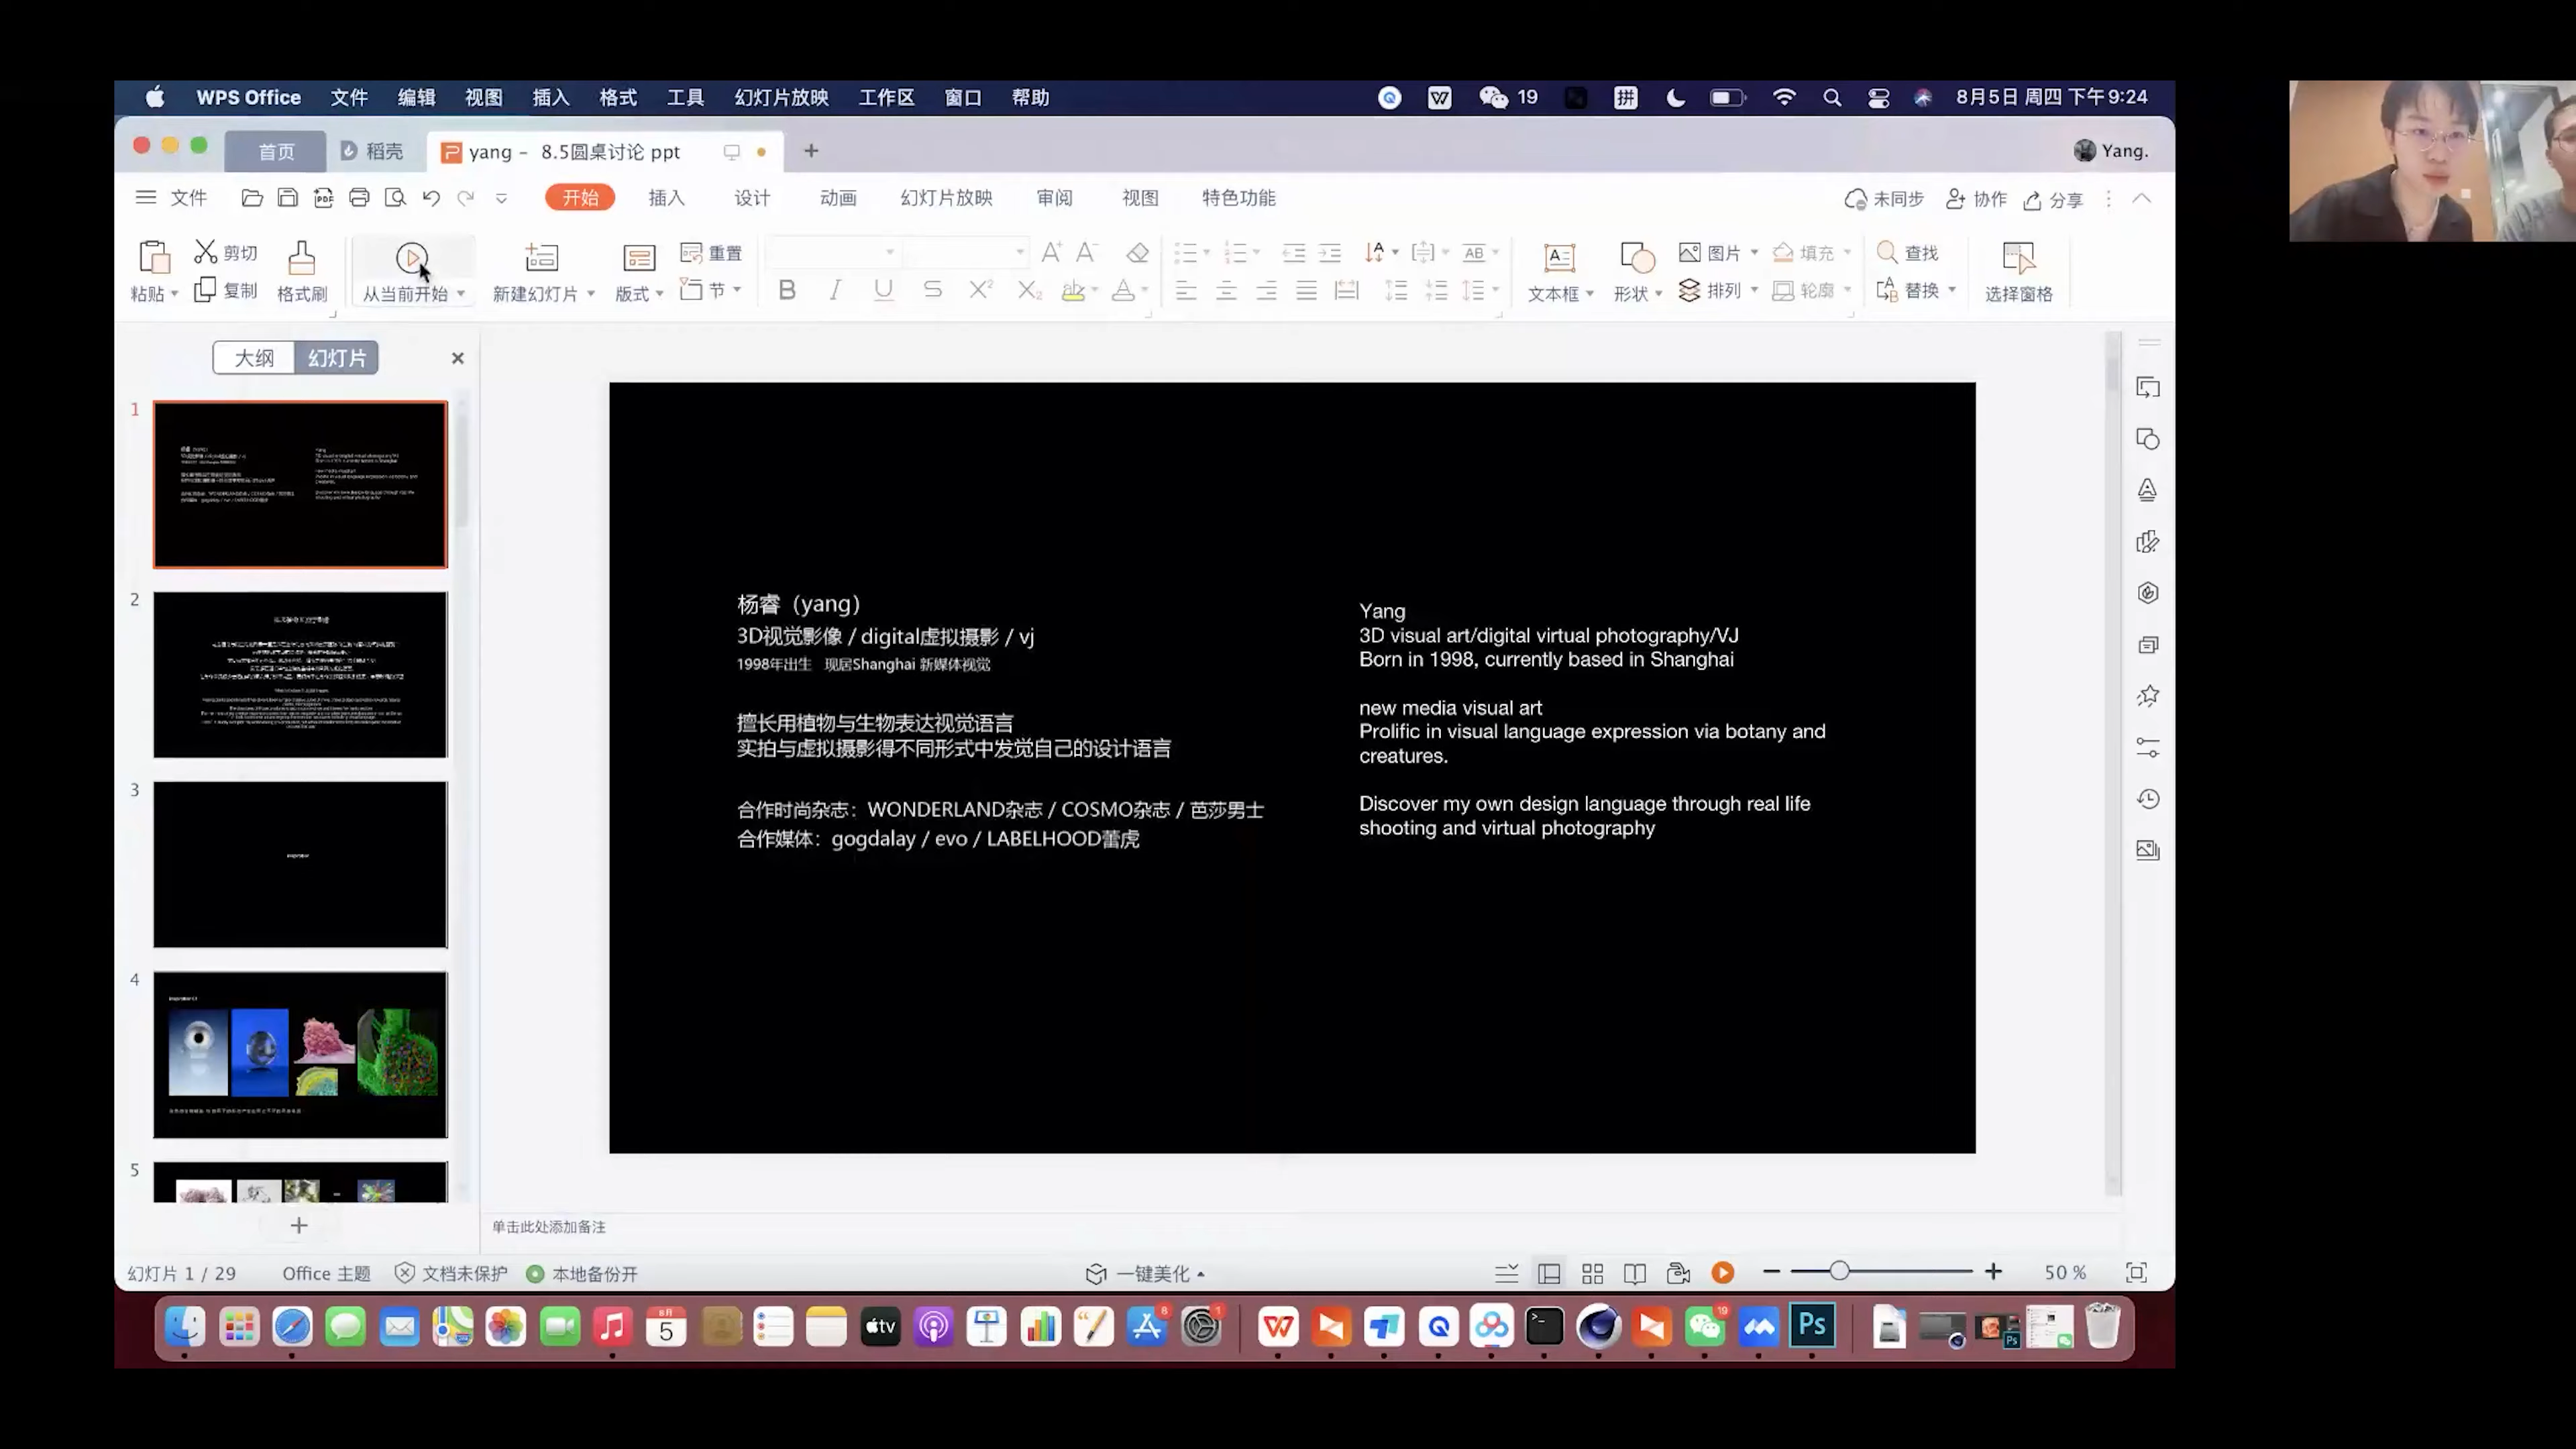 WPS Office 文件 编辑 视图 插入 格式 工具 幻灯片放映 工作区 窗口 帮助 19 拼 8月5日 周四 下午9:24
首页 稻壳 yang - 8.5圆桌讨论 ppt Yang.
文件 开始 插入 设计 动画 幻灯片放映 审阅 视图 特色功能 未同步 协作 分享
剪切 重置 图片 填充 查找
粘贴 复制 格式刷 从当前开始 新建幻灯片 版式 节 文本框 形状 排列 轮廓 替换 选择窗格
大纲 幻灯片
1
2
3
4
5
杨睿（yang）
3D视觉影像 / digital虚拟摄影 / vj
1998年出生 现居Shanghai 新媒体视觉
擅长用植物与生物表达视觉语言
实拍与虚拟摄影得不同形式中发觉自己的设计语言
合作时尚杂志：WONDERLAND杂志 / COSMO杂志 / 芭莎男士
合作媒体：gogdalay / evo / LABELHOOD蕾虎
Yang
3D visual art/digital virtual photography/VJ
Born in 1998, currently based in Shanghai
new media visual art
Prolific in visual language expression via botany and
creatures.
Discover my own design language through real life
shooting and virtual photography
单击此处添加备注
幻灯片 1 / 29 Office 主题 文档未保护 本地备份开 一键美化 50 %
8月 5 tv 8 1 19 Ps